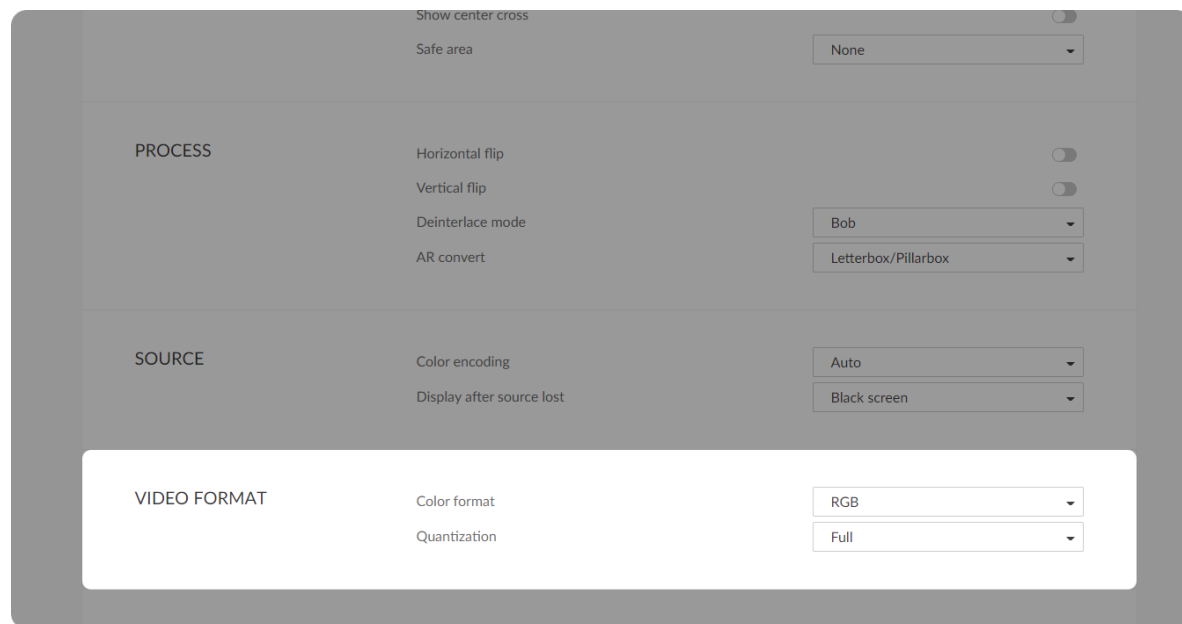 Show center cross
Safe area None
PROCESS Horizontal flip
Vertical flip
Deinterlace mode Bob
AR convert Letterbox/Pillarbox
SOURCE Color encoding Auto
Display after source lost Black screen
VIDEO FORMAT Color format RGB
Quantization Full